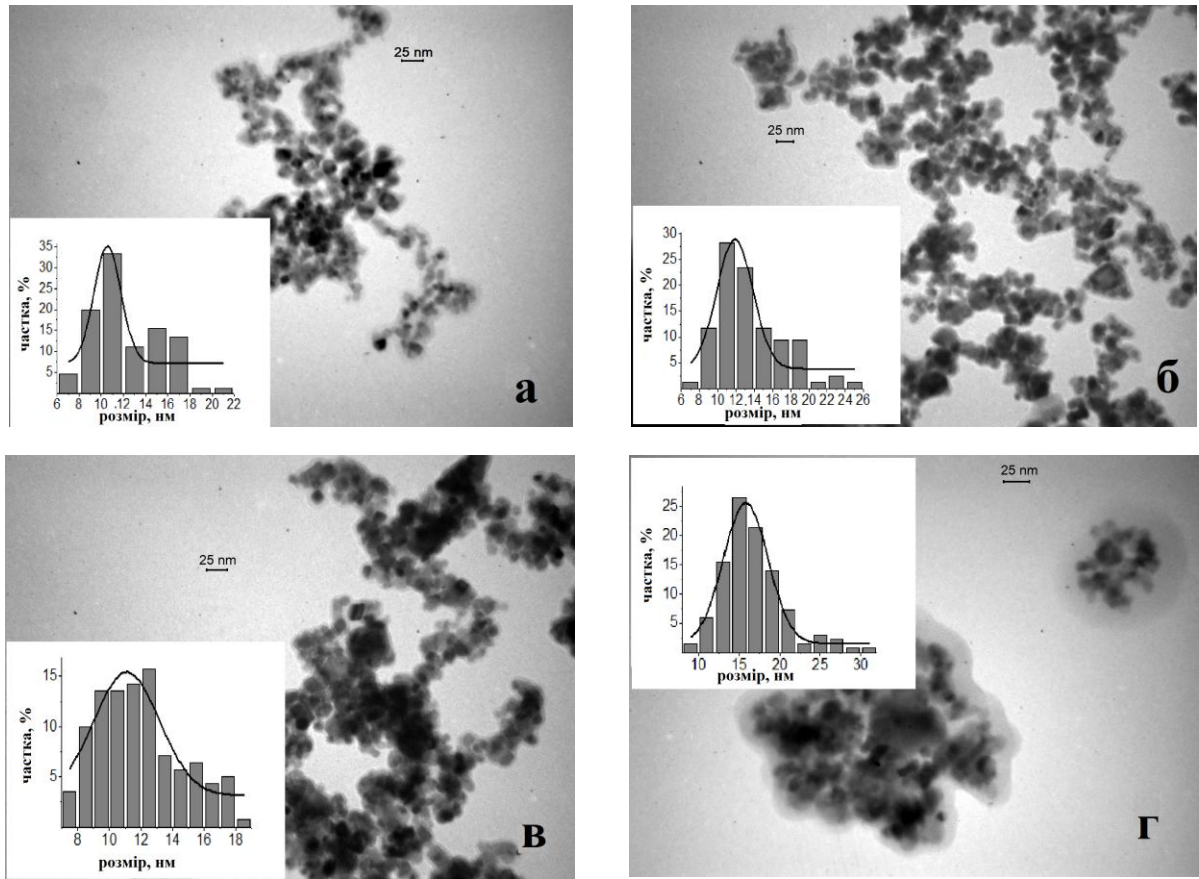 25 nm
35
30
25
20
15
10
5
частка, %
6 8 10 12 14 16 18 20 22
розмір, нм
а
25 nm
30
25
20
15
10
5
частка, %
6 8 10 12 14 16 18 20 22 24 26
розмір, нм
б
25 nm
15
10
5
частка, %
8 10 12 14 16 18
розмір, нм
в
25 nm
25
20
15
10
5
частка, %
10 15 20 25 30
розмір, нм
г